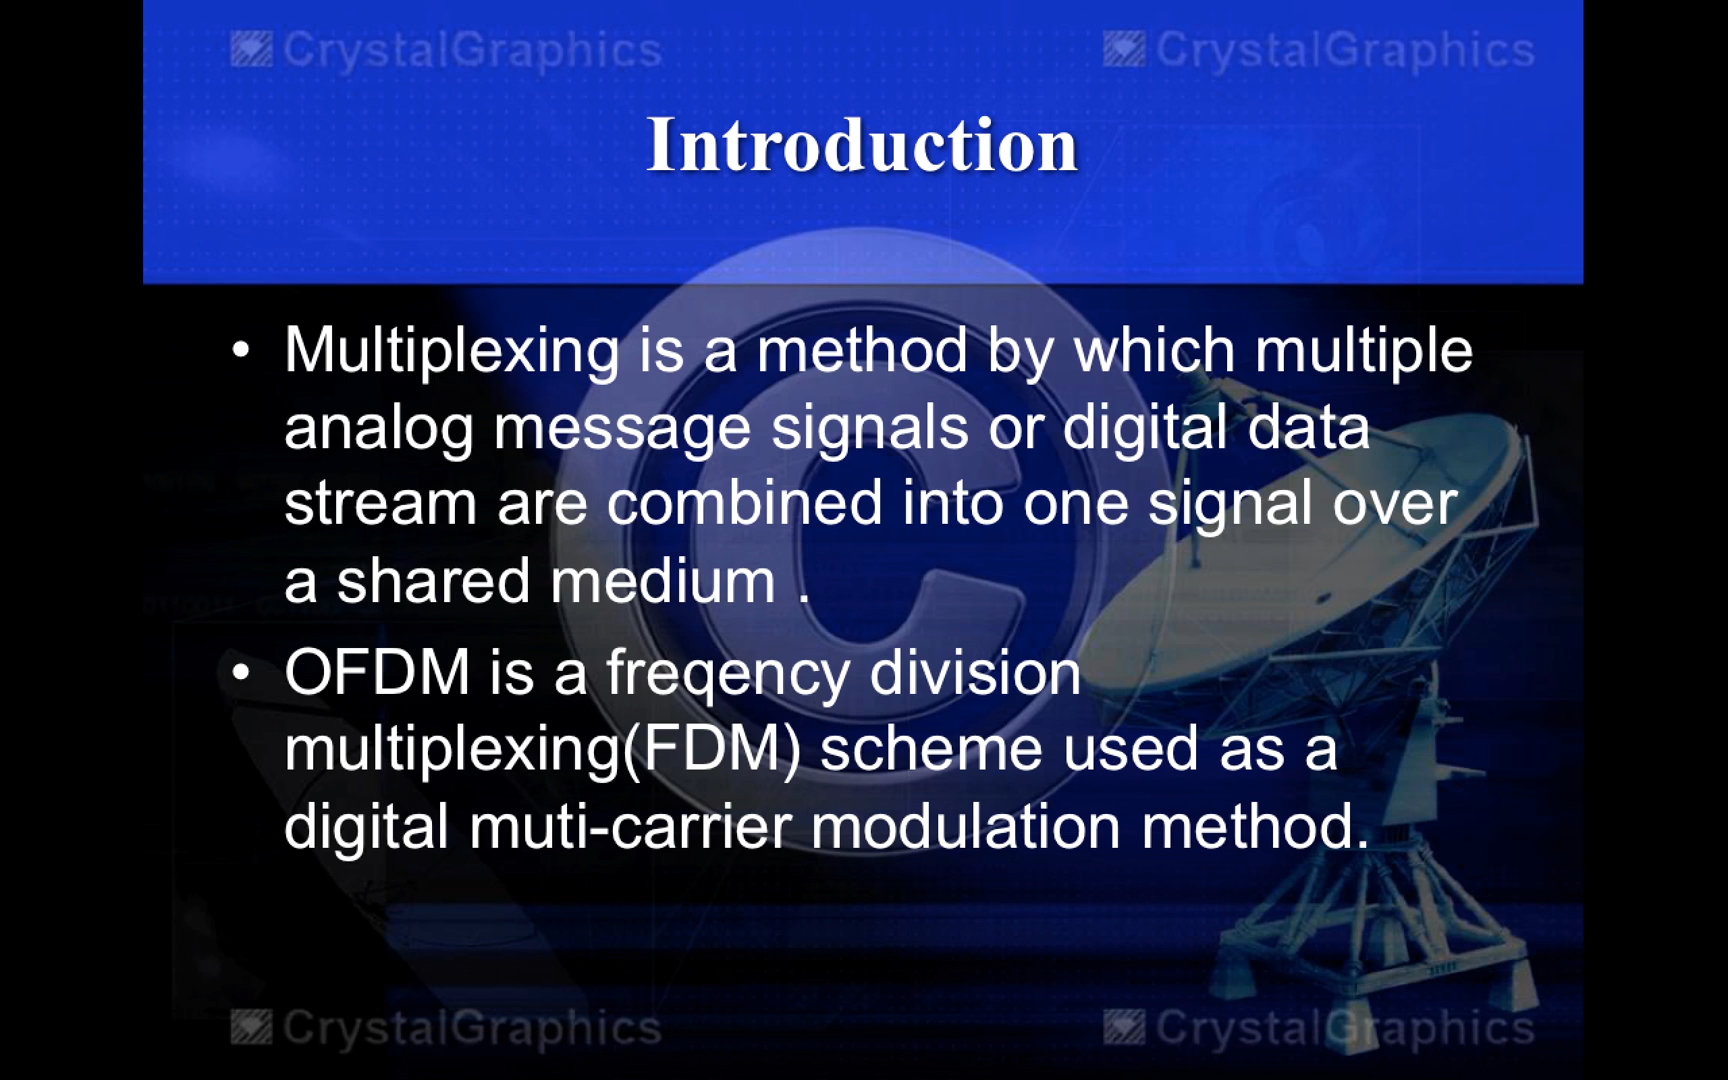 CrystalGraphics CrystalGraphics
Introduction
• Multiplexing is a method by which multiple
analog message signals or digital data
stream are combined into one signal over
a shared medium .
• OFDM is a freqency division
multiplexing(FDM) scheme used as a
digital muti-carrier modulation method.
CrystalGraphics CrystalGraphics